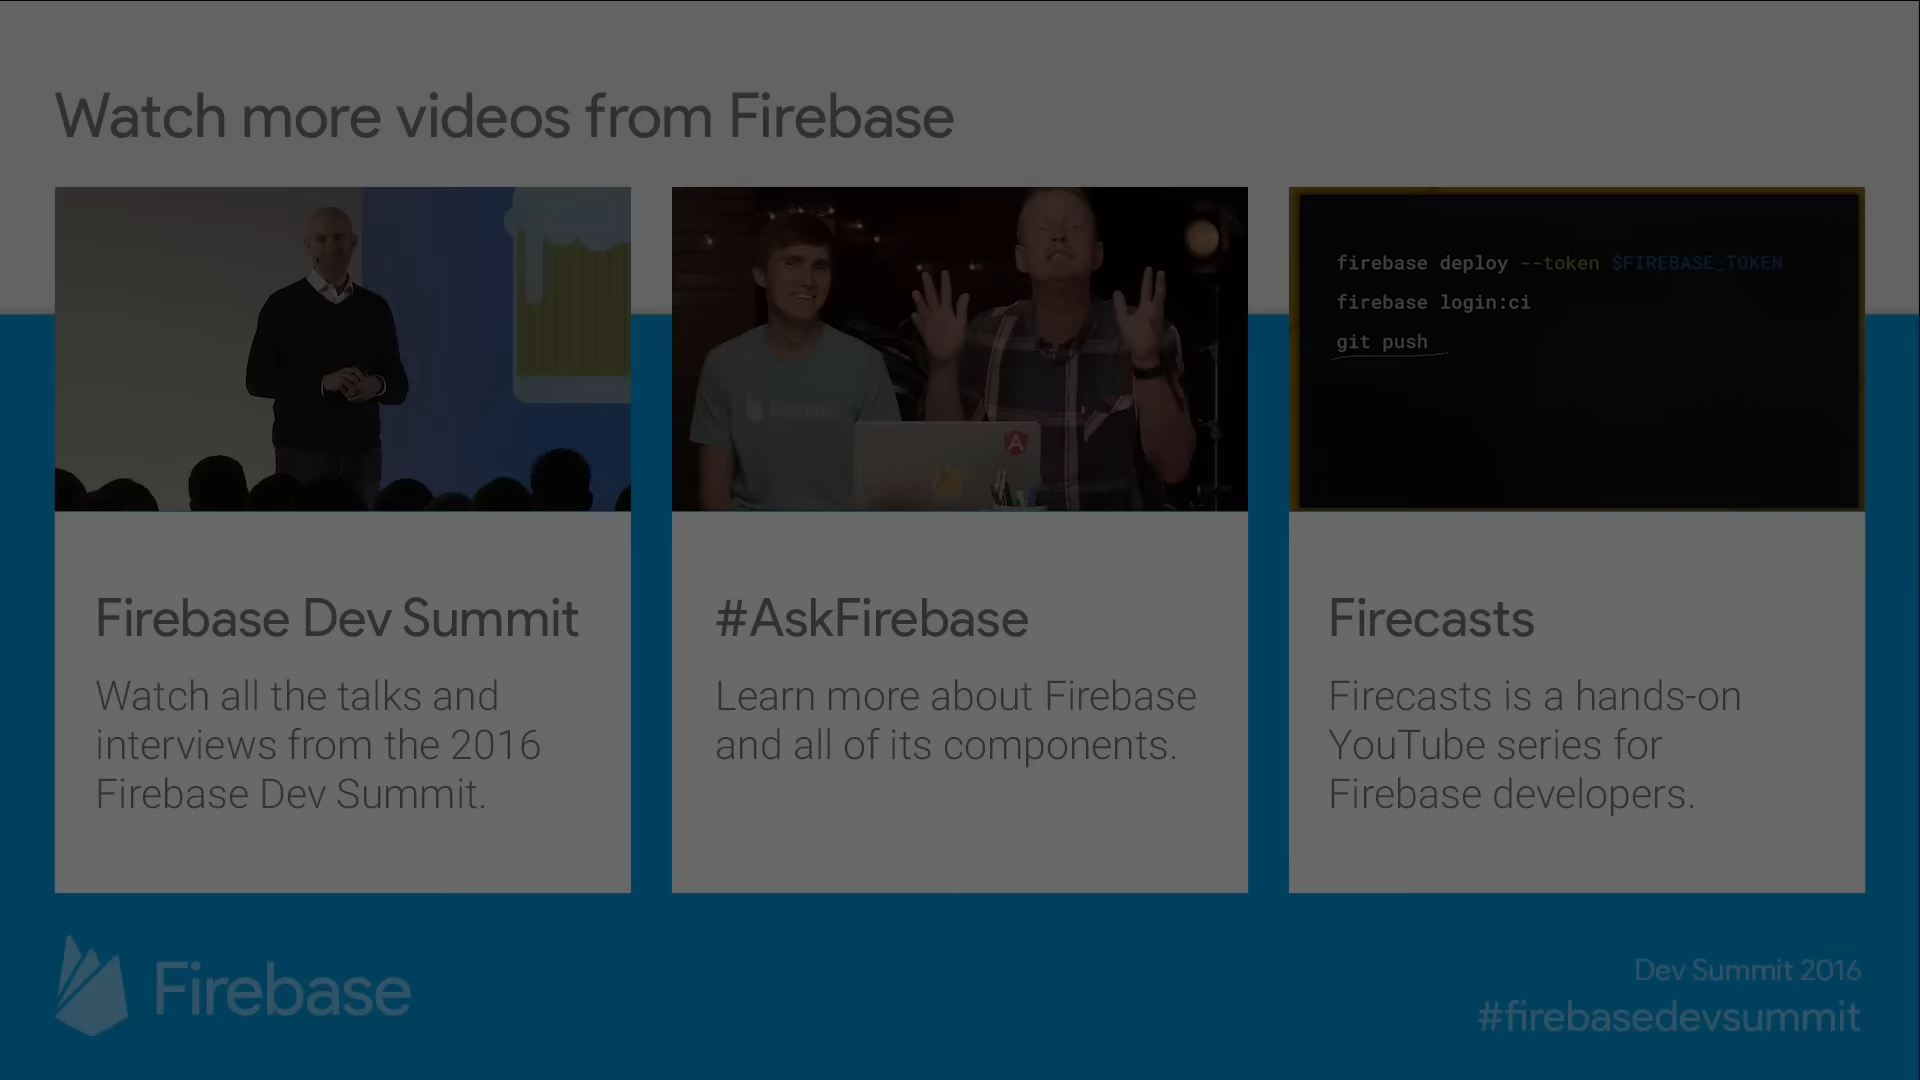 Watch more videos from Firebase
firebase deploy --token $FIREBASE_TOKEN
firebase login:ci
git push
Firebase Dev Summit
Watch all the talks and
interviews from the 2016
Firebase Dev Summit.
#AskFirebase
Learn more about Firebase
and all of its components.
Firecasts
Firecasts is a hands-on
YouTube series for
Firebase developers.
Firebase
Dev Summit 2016
#firebasedevsummit